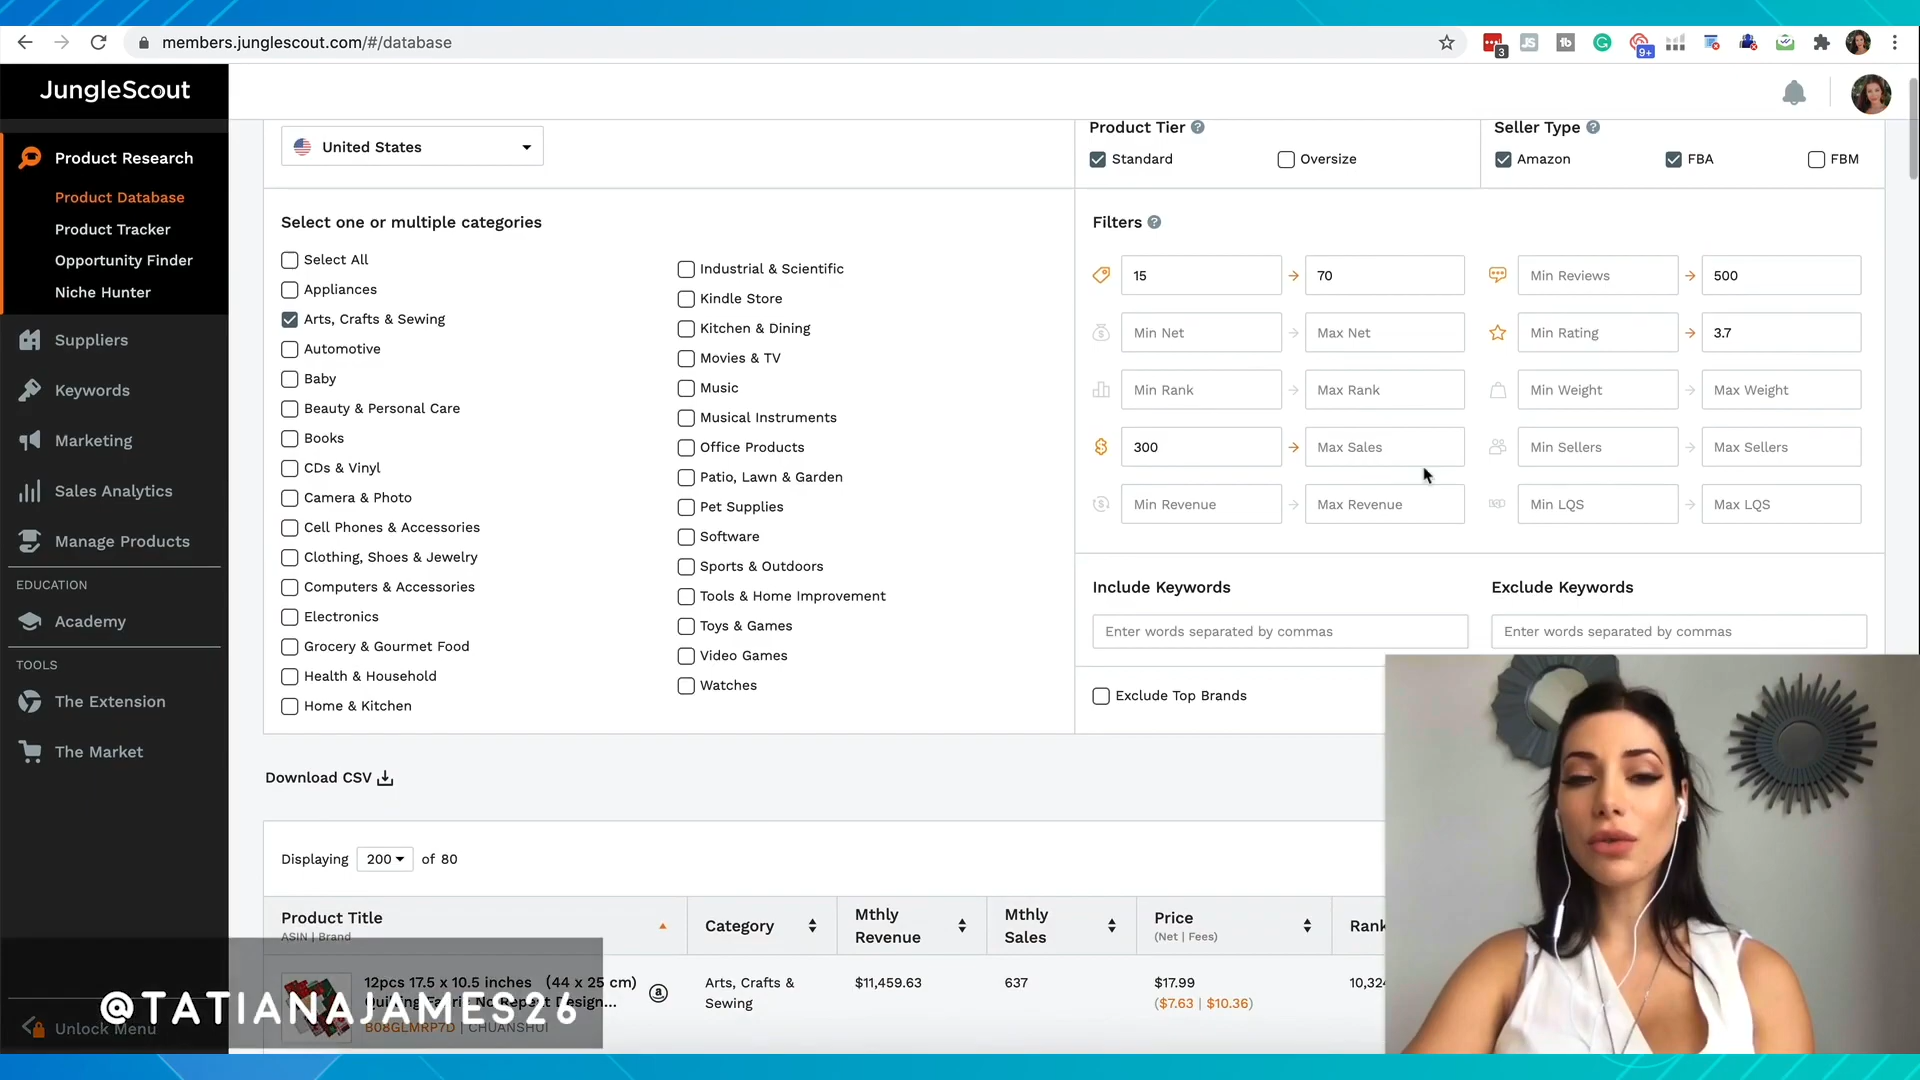 members.junglescout.com/#/database
3
9+
JungleScout
Product Research
Product Database
Product Tracker
Opportunity Finder
Niche Hunter
Suppliers
Keywords
Marketing
Sales Analytics
Manage Products
EDUCATION
Academy
TOOLS
The Extension
The Market
Unlock Menu
United States
Product Tier
Standard
Oversize
Seller Type
Amazon
FBA
FBM
Select one or multiple categories
Select All
Appliances
Arts, Crafts & Sewing
Automotive
Baby
Beauty & Personal Care
Books
CDs & Vinyl
Camera & Photo
Cell Phones & Accessories
Clothing, Shoes & Jewelry
Computers & Accessories
Electronics
Grocery & Gourmet Food
Health & Household
Home & Kitchen
Industrial & Scientific
Kindle Store
Kitchen & Dining
Movies & TV
Music
Musical Instruments
Office Products
Patio, Lawn & Garden
Pet Supplies
Software
Sports & Outdoors
Tools & Home Improvement
Toys & Games
Video Games
Watches
Filters
15 70 Min Reviews 500
Min Net Max Net Min Rating 3.7
Min Rank Max Rank Min Weight Max Weight
300 Max Sales Min Sellers Max Sellers
Min Revenue Max Revenue Min LQS Max LQS
Include Keywords
Enter words separated by commas
Exclude Keywords
Enter words separated by commas
Exclude Top Brands
Download CSV
Displaying 200 of 80
Product Title
ASIN | Brand
Category
Mthly
Revenue
Mthly
Sales
Price
(Net | Fees)
Rank
12pcs 17.5 x 10.5 inches (44 x 25 cm)
Quilting Fabric No Repeat Design...
B08GLMRP7D | CHUANSHUI
Arts, Crafts &
Sewing
$11,459.63
637
$17.99
($7.63 | $10.36)
10,324
@TATIANAJAMES26